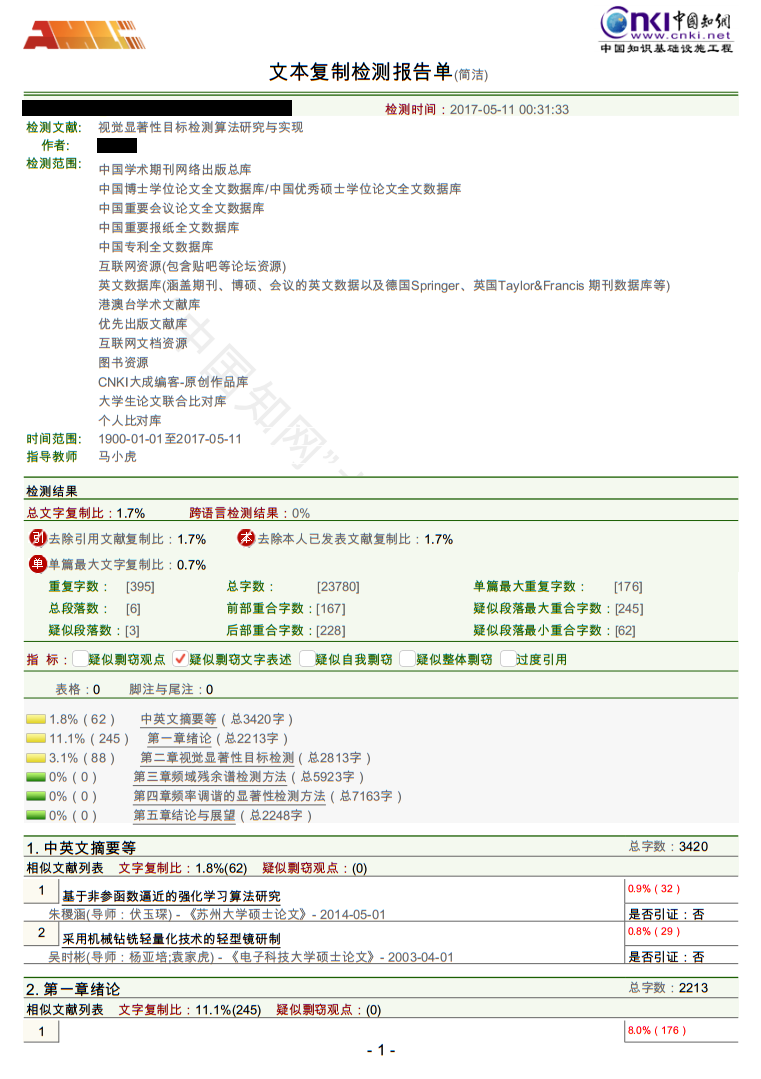 AMLC
CNKI中国知网
www.cnki.net
中国知识基础设施工程
文本复制检测报告单(简洁)
检测时间：2017-05-11 00:31:33
检测文献: 视觉显著性目标检测算法研究与实现
作者:
检测范围: 中国学术期刊网络出版总库
中国博士学位论文全文数据库/中国优秀硕士学位论文全文数据库
中国重要会议论文全文数据库
中国重要报纸全文数据库
中国专利全文数据库
互联网资源(包含贴吧等论坛资源)
英文数据库(涵盖期刊、博硕、会议的英文数据以及德国Springer、英国Taylor&Francis 期刊数据库等)
港澳台学术文献库
优先出版文献库
互联网文档资源
图书资源
CNKI大成编客-原创作品库
大学生论文联合比对库
个人比对库
时间范围: 1900-01-01至2017-05-11
指导教师 马小虎
中国知网”
检测结果
总文字复制比：1.7% 跨语言检测结果：0%
引 去除引用文献复制比：1.7% 本 去除本人已发表文献复制比：1.7%
单 单篇最大文字复制比：0.7%
重复字数： [395] 总字数： [23780] 单篇最大重复字数： [176]
总段落数： [6] 前部重合字数：[167] 疑似段落最大重合字数：[245]
疑似段落数：[3] 后部重合字数：[228] 疑似段落最小重合字数：[62]
指 标：疑似剽窃观点 疑似剽窃文字表述 疑似自我剽窃 疑似整体剽窃 过度引用
表格：0 脚注与尾注：0
1.8%（62） 中英文摘要等（总3420字）
11.1%（245） 第一章绪论（总2213字）
3.1%（88） 第二章视觉显著性目标检测（总2813字）
0%（0） 第三章频域残余谱检测方法（总5923字）
0%（0） 第四章频率调谐的显著性检测方法（总7163字）
0%（0） 第五章结论与展望（总2248字）
1. 中英文摘要等 总字数：3420
相似文献列表 文字复制比：1.8%(62) 疑似剽窃观点：(0)
1 基于非参函数逼近的强化学习算法研究 0.9%（32）
朱稷涵(导师：伏玉琛) - 《苏州大学硕士论文》- 2014-05-01 是否引证：否
2 采用机械钻铣轻量化技术的轻型镜研制 0.8%（29）
吴时彬(导师：杨亚培;袁家虎) - 《电子科技大学硕士论文》- 2003-04-01 是否引证：否
2. 第一章绪论 总字数：2213
相似文献列表 文字复制比：11.1%(245) 疑似剽窃观点：(0)
1 8.0%（176）
- 1 -